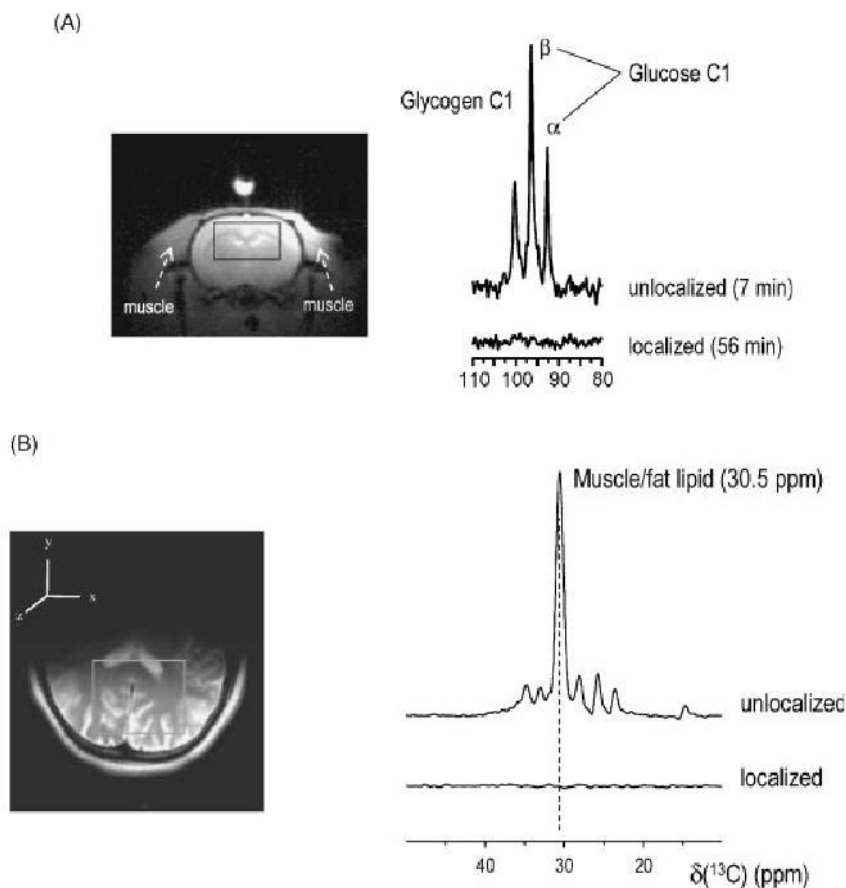 (A)
β
Glucose C1
Glycogen C1
α
muscle
muscle
unlocalized (7 min)
localized (56 min)
110 100 90 80
(B)
Muscle/fat lipid (30.5 ppm)
y
x
z
unlocalized
localized
40 30 20
δ(¹³C) (ppm)